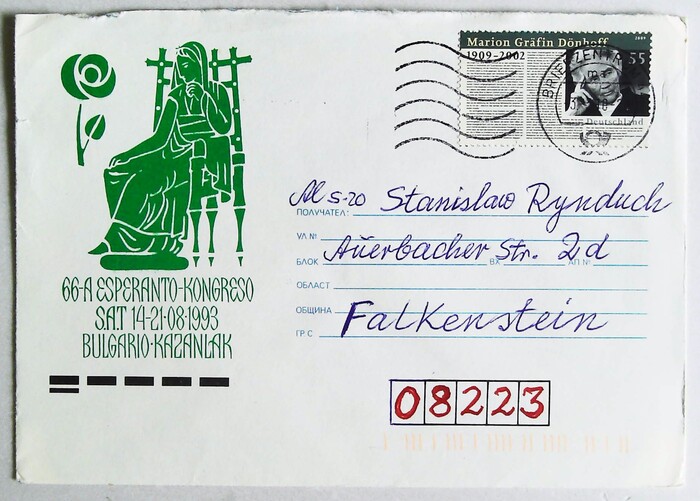 Marion Gräfin Dönhoff 2009
1909-2002
55
Deutschland
BRIEFZENTR
Al s-ro Stanislaw Rynduch
ПОЛУЧАТЕЛ:
УЛ №
Auerbacher Str. 2d
БЛОК ВХ АП №
ОБЛАСТ
ОБЩИНА
Falkenstein
ГР С
08223
66-A ESPERANTO-KONGRESO
S.A.T 14-21·08·1993
BULGARIO-KAZANLAK